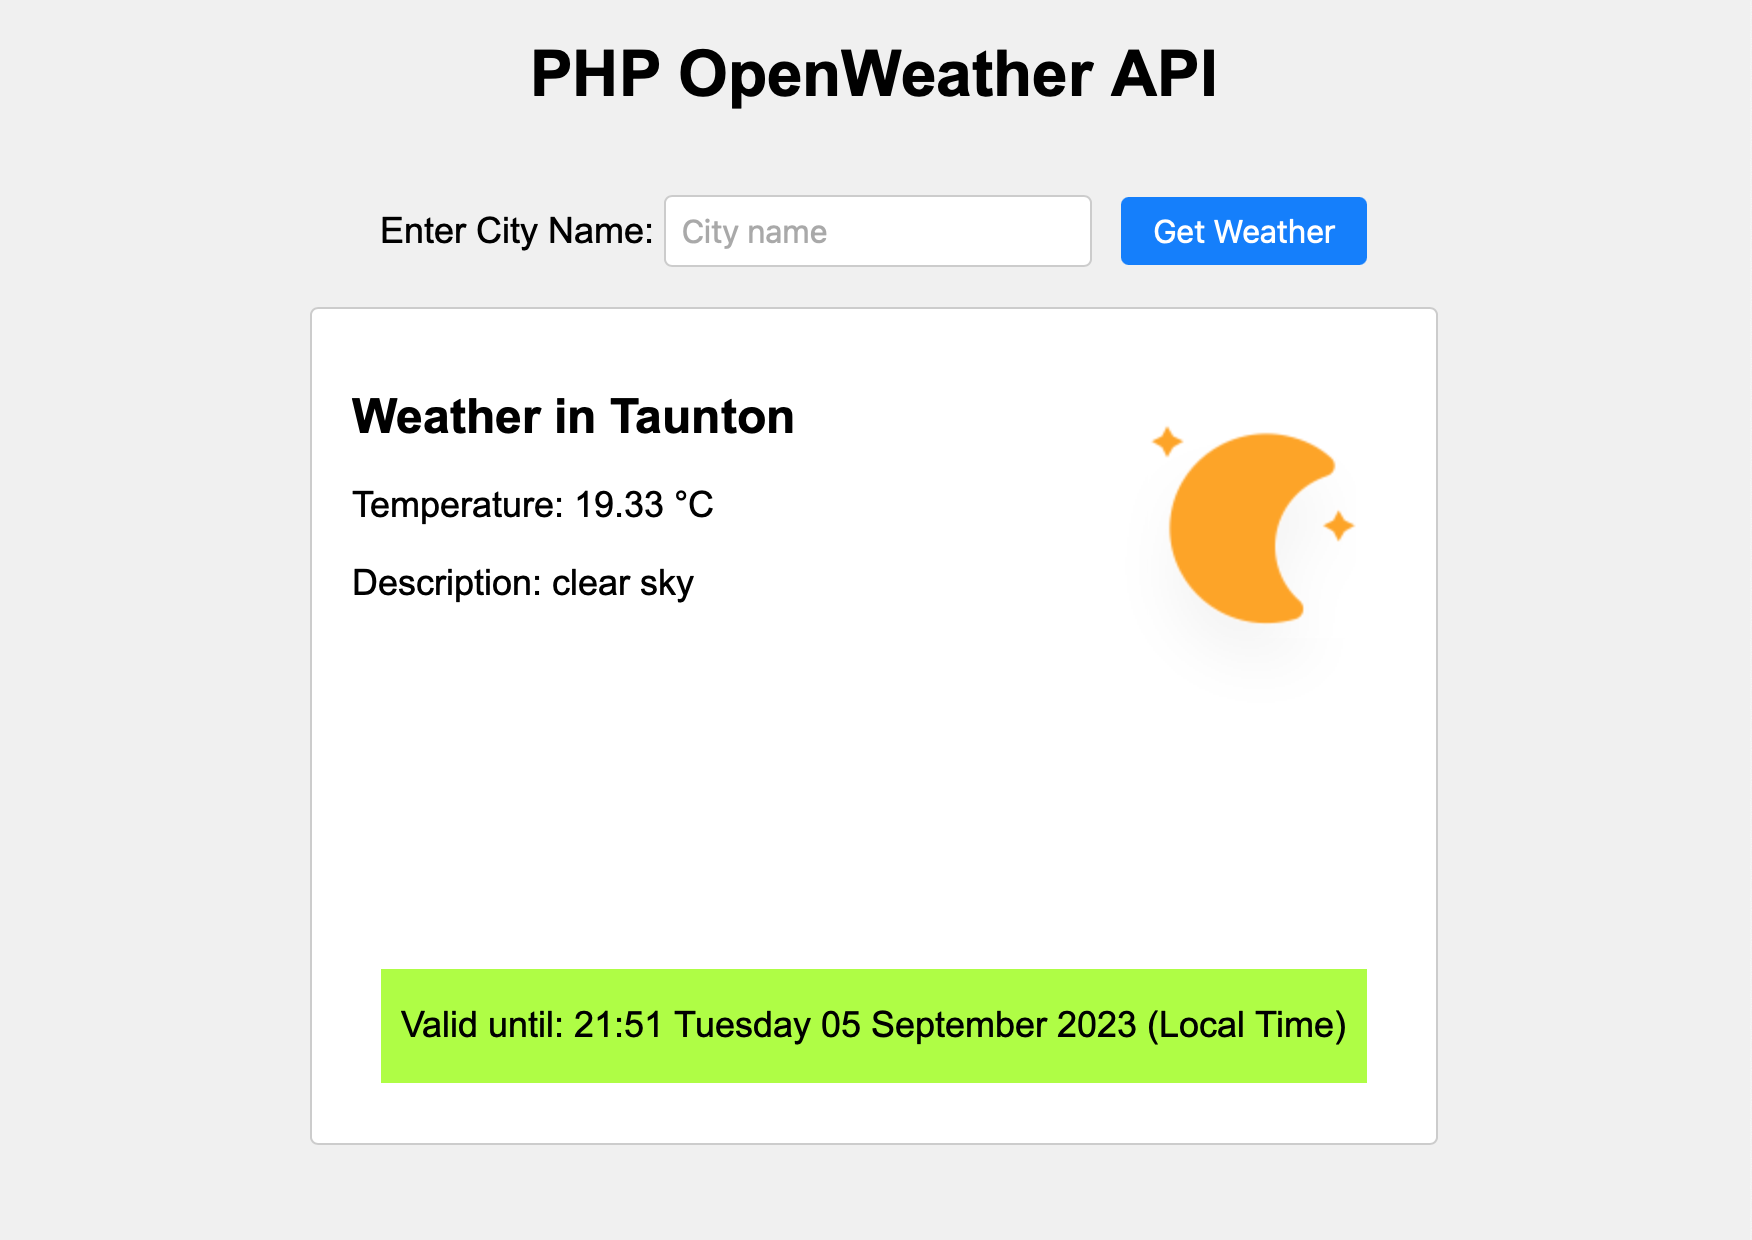 PHP OpenWeather API
Enter City Name: City name Get Weather
Weather in Taunton
Temperature: 19.33 °C
Description: clear sky
Valid until: 21:51 Tuesday 05 September 2023 (Local Time)